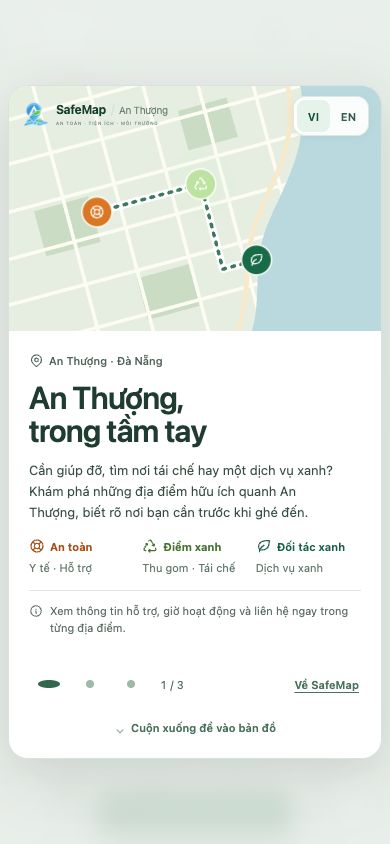 SafeMap / An Thượng
AN TOÀN · TIỆN ÍCH · MÔI TRƯỜNG
VI EN
An Thượng · Đà Nẵng
An Thượng,
trong tầm tay
Cần giúp đỡ, tìm nơi tái chế hay một dịch vụ xanh?
Khám phá những địa điểm hữu ích quanh An
Thượng, biết rõ nơi bạn cần trước khi ghé đến.
An toàn Điểm xanh Đối tác xanh
Y tế · Hỗ trợ Thu gom · Tái chế Dịch vụ xanh
Xem thông tin hỗ trợ, giờ hoạt động và liên hệ ngay trong
từng địa điểm.
1 / 3 Về SafeMap
Cuộn xuống để vào bản đồ